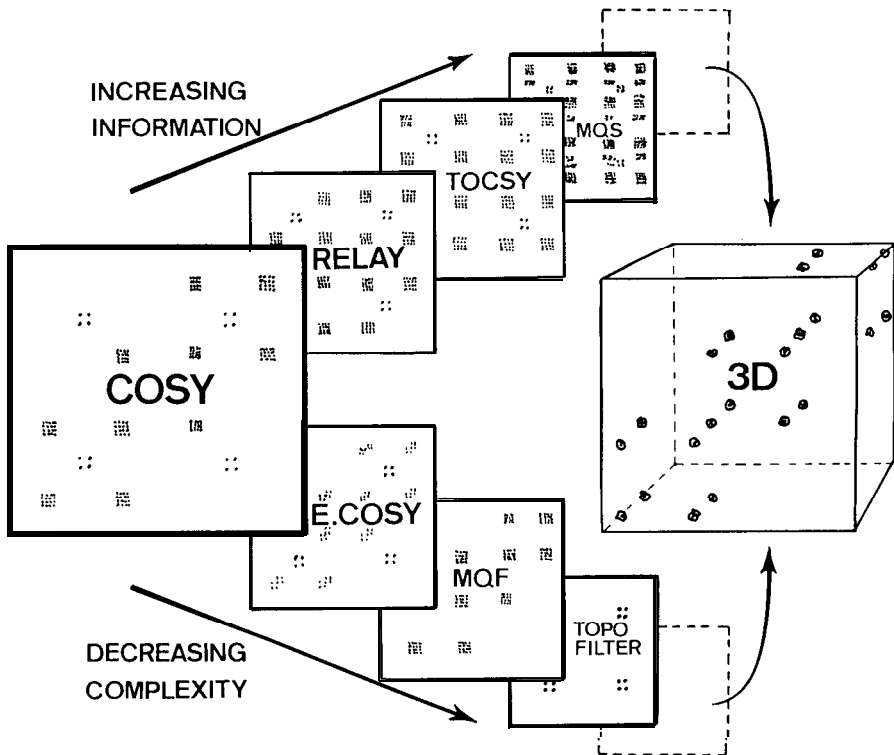 INCREASING
INFORMATION
MQS
TOCSY
RELAY
COSY
3D
E.COSY
MQF
TOPO
FILTER
DECREASING
COMPLEXITY